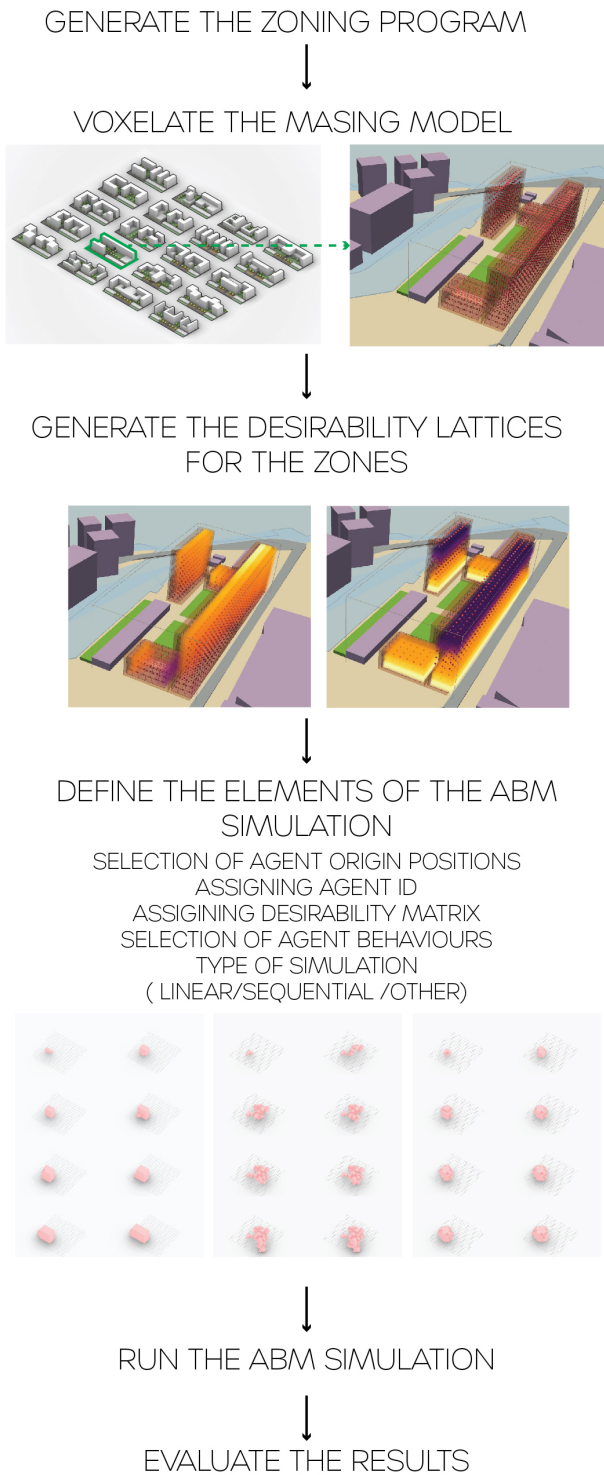 GENERATE THE ZONING PROGRAM
VOXELATE THE MASING MODEL
GENERATE THE DESIRABILITY LATTICES
FOR THE ZONES
DEFINE THE ELEMENTS OF THE ABM
SIMULATION
SELECTION OF AGENT ORIGIN POSITIONS
ASSIGNING AGENT ID
ASSIGINING DESIRABILITY MATRIX
SELECTION OF AGENT BEHAVIOURS
TYPE OF SIMULATION
( LINEAR/SEQUENTIAL /OTHER)
RUN THE ABM SIMULATION
EVALUATE THE RESULTS